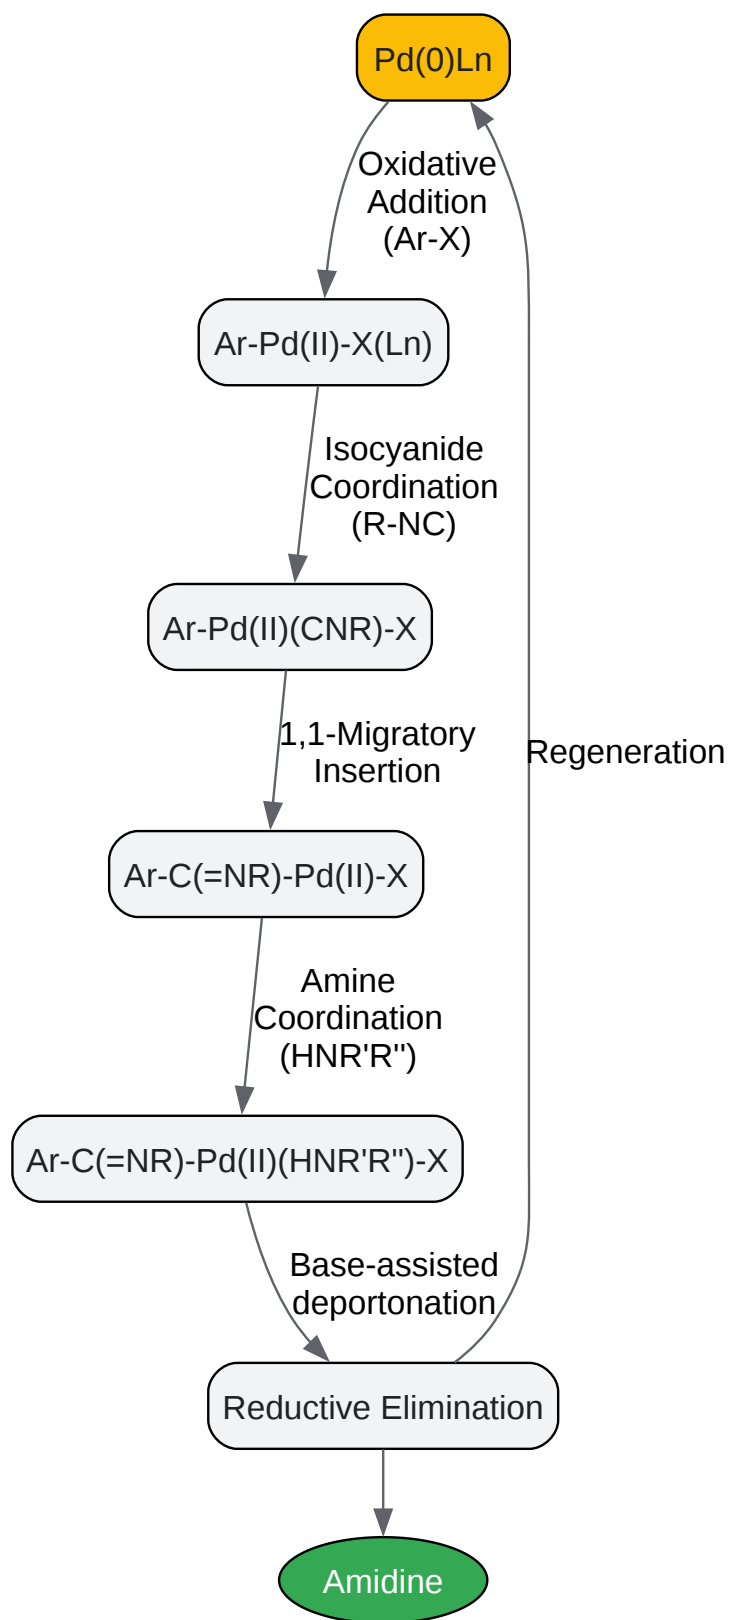 Pd(0)Ln
Oxidative
Addition
(Ar-X)
Ar-Pd(II)-X(Ln)
Isocyanide
Coordination
(R-NC)
Ar-Pd(II)(CNR)-X
1,1-Migratory
Insertion
Regeneration
Ar-C(=NR)-Pd(II)-X
Amine
Coordination
(HNR'R'')
Ar-C(=NR)-Pd(II)(HNR'R'')-X
Base-assisted
deportonation
Reductive Elimination
Amidine